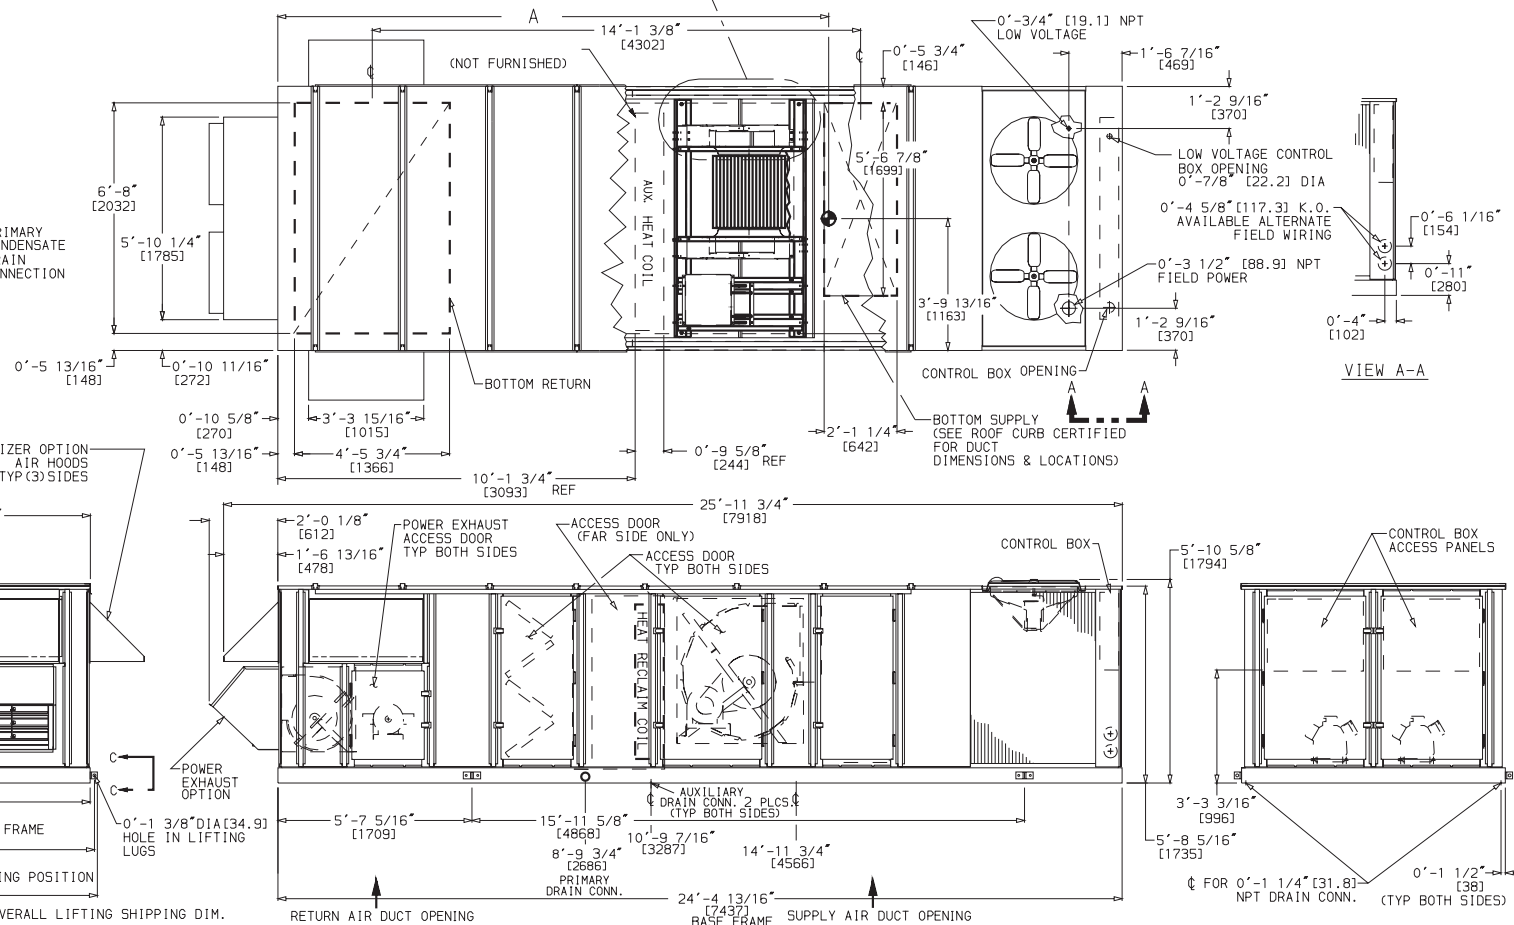 A
14'-1 3/8"
[4302]
0'-3/4" [19.1] NPT
LOW VOLTAGE
(NOT FURNISHED)
0'-5 3/4"
[146]
1'-6 7/16"
[469]
1'-2 9/16"
[370]
LOW VOLTAGE CONTROL
BOX OPENING
0'-7/8" [22.2] DIA
5'-6 7/8"
[1699]
6'-8"
[2032]
AUX. HEAT COIL
0'-4 5/8" [117.3] K.O.
AVAILABLE ALTERNATE
FIELD WIRING
0'-6 1/16"
[154]
5'-10 1/4"
[1785]
0'-3 1/2" [88.9] NPT
FIELD POWER
0'-11"
[280]
3'-9 13/16"
[1163]
1'-2 9/16"
[370]
0'-4"
[102]
0'-5 13/16"
[148]
0'-10 11/16"
[272]
BOTTOM RETURN
CONTROL BOX OPENING
VIEW A-A
A
A
0'-10 5/8"
[270]
3'-3 15/16"
[1015]
2'-1 1/4"
[642]
BOTTOM SUPPLY
(SEE ROOF CURB CERTIFIED
FOR DUCT
DIMENSIONS & LOCATIONS)
0'-5 13/16"
[148]
4'-5 3/4"
[1366]
0'-9 5/8"
[244] REF
10'-1 3/4"
[3093] REF
IZER OPTION
AIR HOODS
TYP(3)SIDES
25'-11 3/4"
[7918]
2'-0 1/8"
[612]
1'-6 13/16"
[478]
POWER EXHAUST
ACCESS DOOR
TYP BOTH SIDES
ACCESS DOOR
(FAR SIDE ONLY)
ACCESS DOOR
TYP BOTH SIDES
CONTROL BOX
5'-10 5/8"
[1794]
CONTROL BOX
ACCESS PANELS
HEAT RECLAIM COIL
C
C
POWER
EXHAUST
OPTION
AUXILIARY
DRAIN CONN. 2 PLCS.
(TYP BOTH SIDES)
3'-3 3/16"
[996]
FRAME
0'-1 3/8"DIA[34.9]
HOLE IN LIFTING
LUGS
5'-7 5/16"
[1709]
15'-11 5/8"
[4868]
10'-9 7/16"
[3287]
14'-11 3/4"
[4566]
5'-8 5/16"
[1735]
8'-9 3/4"
[2686]
PRIMARY
DRAIN CONN.
POSITION
℄ FOR 0'-1 1/4" [31.8]
NPT DRAIN CONN.
0'-1 1/2"
[38]
(TYP BOTH SIDES)
24'-4 13/16"
[7437]
BASE FRAME
LIFTING SHIPPING DIM.
RETURN AIR DUCT OPENING
SUPPLY AIR DUCT OPENING